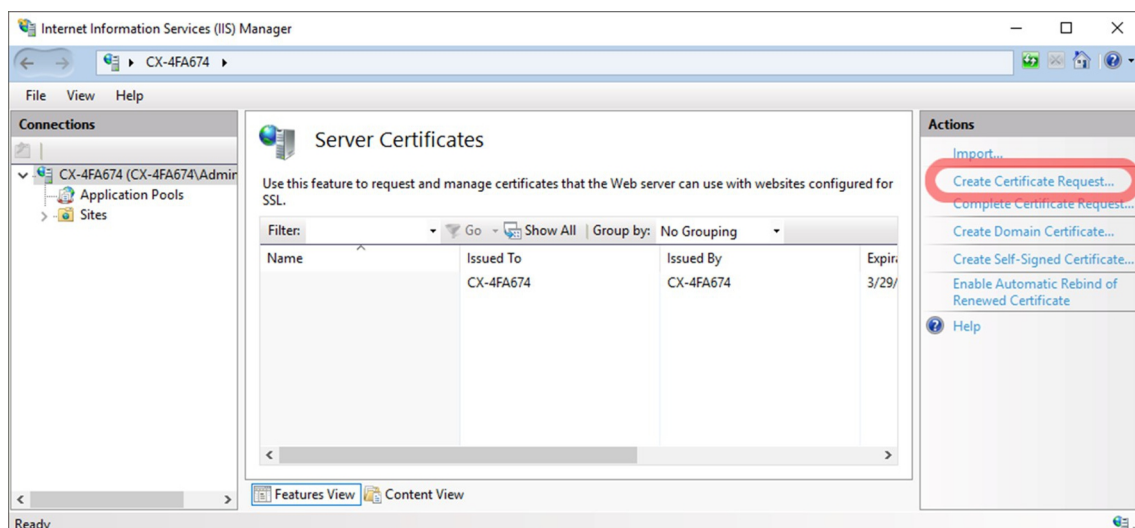 Internet Information Services (IIS) Manager
CX-4FA674
File View Help
Connections
CX-4FA674 (CX-4FA674\Admin
Application Pools
Sites
Server Certificates
Use this feature to request and manage certificates that the Web server can use with websites configured for
SSL.
Filter: Go Show All Group by: No Grouping
Name Issued To Issued By Expira
CX-4FA674 CX-4FA674 3/29/
Features View Content View
Actions
Import...
Create Certificate Request...
Complete Certificate Request...
Create Domain Certificate...
Create Self-Signed Certificate...
Enable Automatic Rebind of
Renewed Certificate
Help
Ready